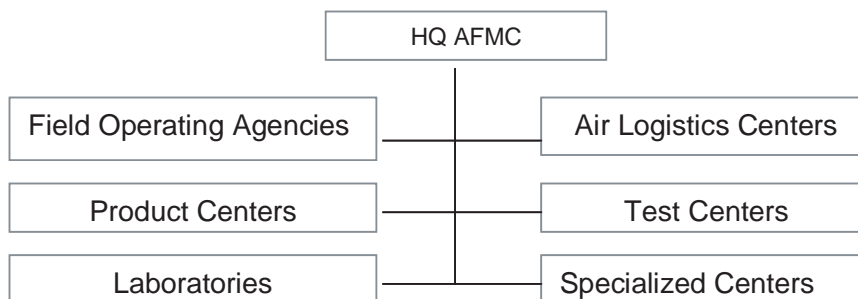 HQ AFMC
Field Operating Agencies
Air Logistics Centers
Product Centers
Test Centers
Laboratories
Specialized Centers